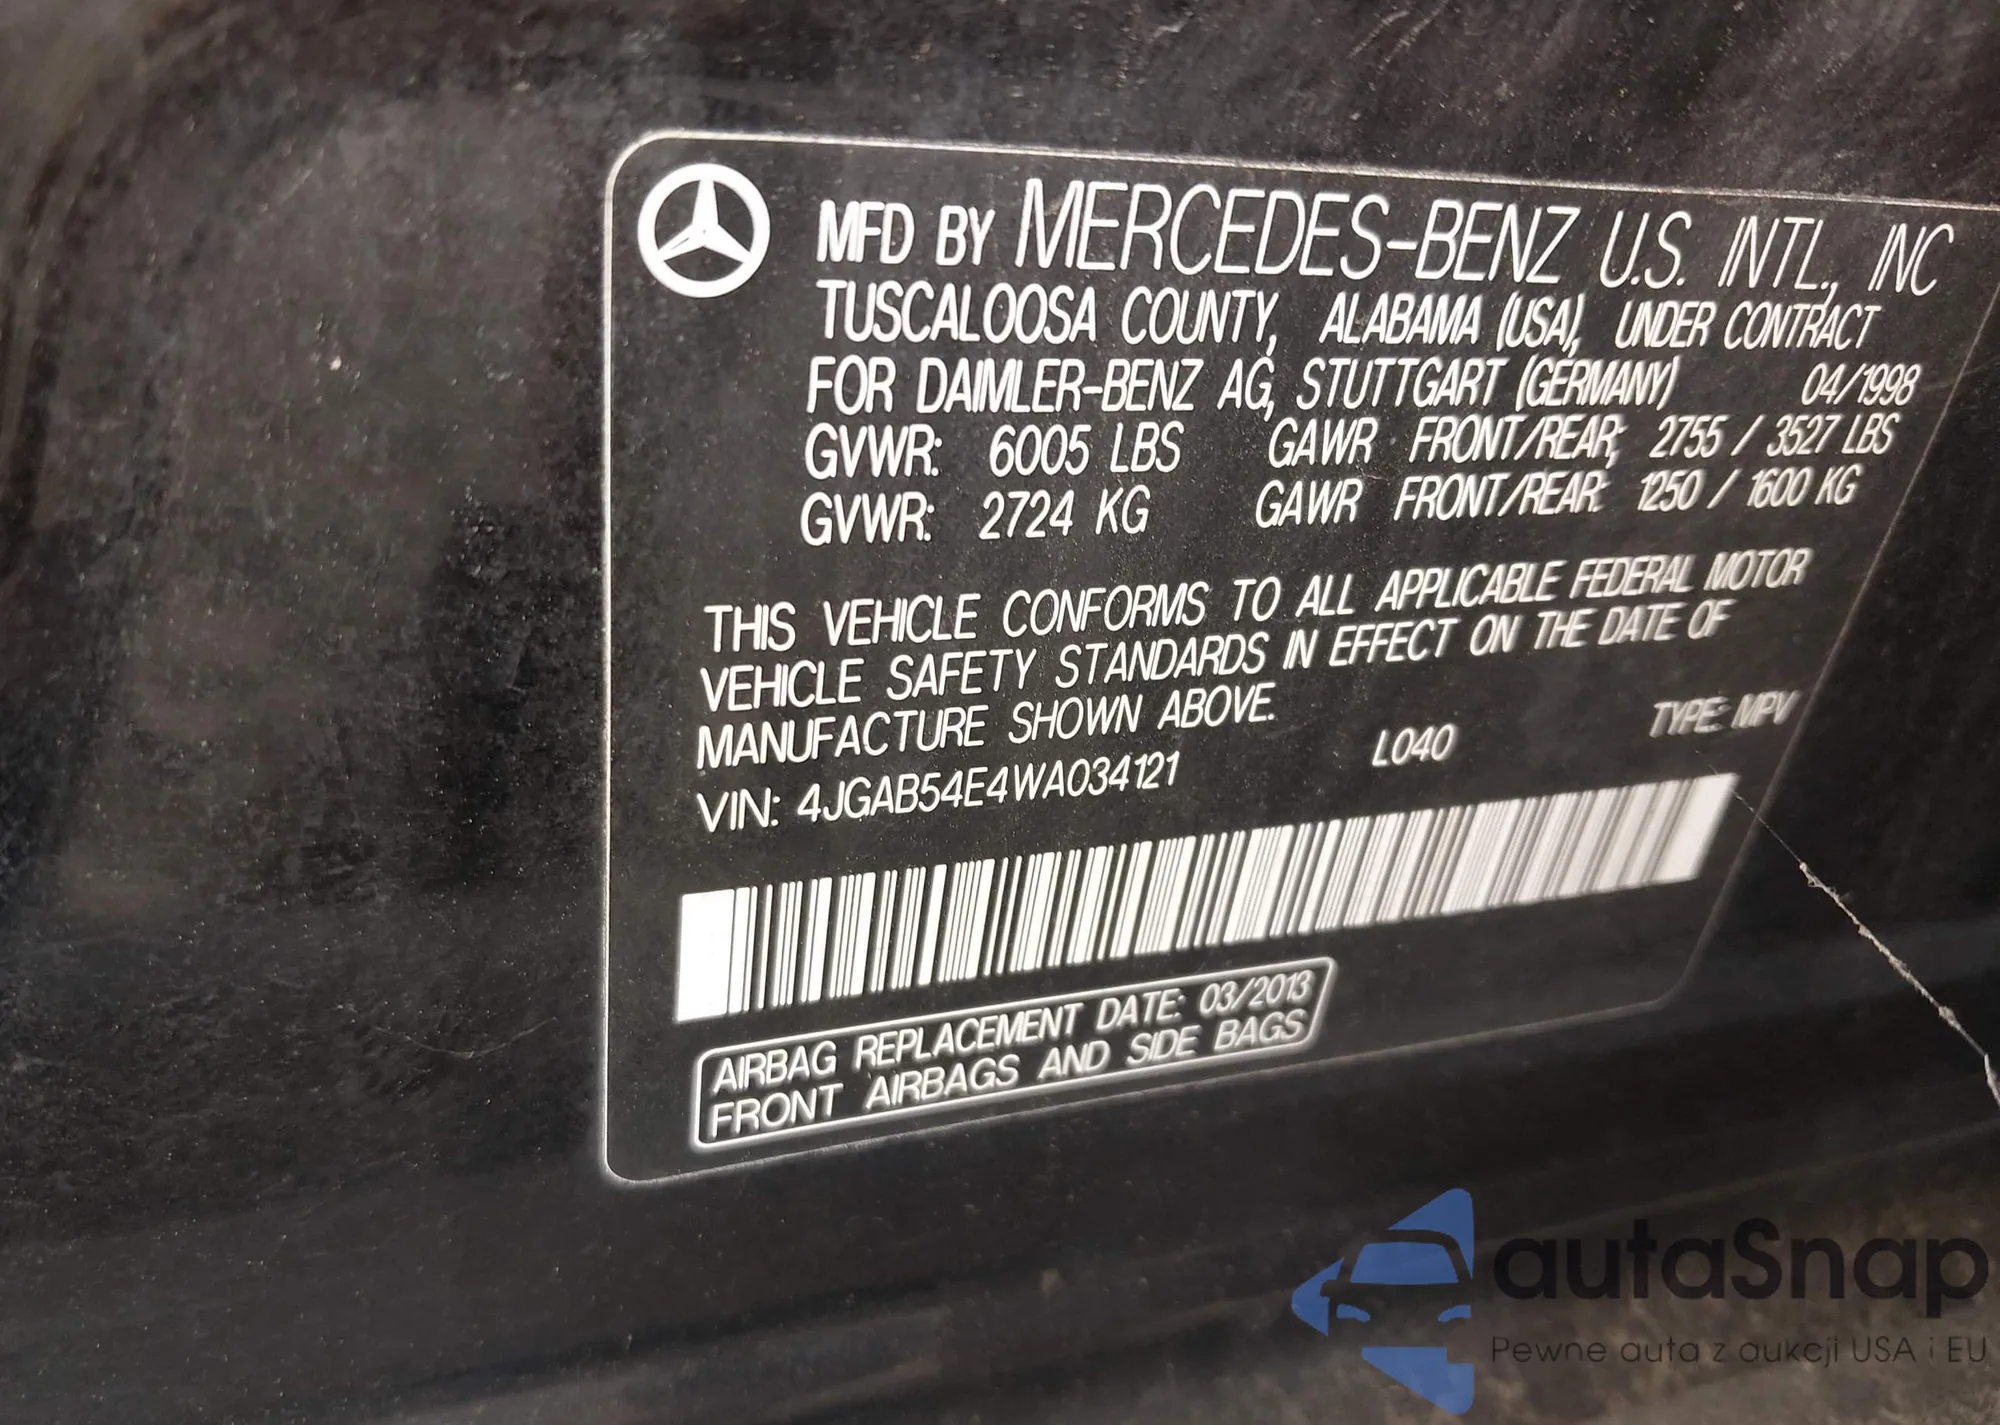 MFD BY MERCEDES-BENZ U.S. INTL., INC
TUSCALOOSA COUNTY, ALABAMA (USA), UNDER CONTRACT
FOR DAIMLER-BENZ AG, STUTTGART (GERMANY) 04/1998
GVWR: 6005 LBS GAWR FRONT/REAR: 2755 / 3527 LBS
GVWR: 2724 KG GAWR FRONT/REAR: 1250 / 1600 KG
THIS VEHICLE CONFORMS TO ALL APPLICABLE FEDERAL MOTOR
VEHICLE SAFETY STANDARDS IN EFFECT ON THE DATE OF
MANUFACTURE SHOWN ABOVE.
VIN: 4JGAB54E4WA034121 L040 TYPE: MPV
AIRBAG REPLACEMENT DATE: 03/2013
FRONT AIRBAGS AND SIDE BAGS
autaSnap
Pewne auta z aukcji USA i EU